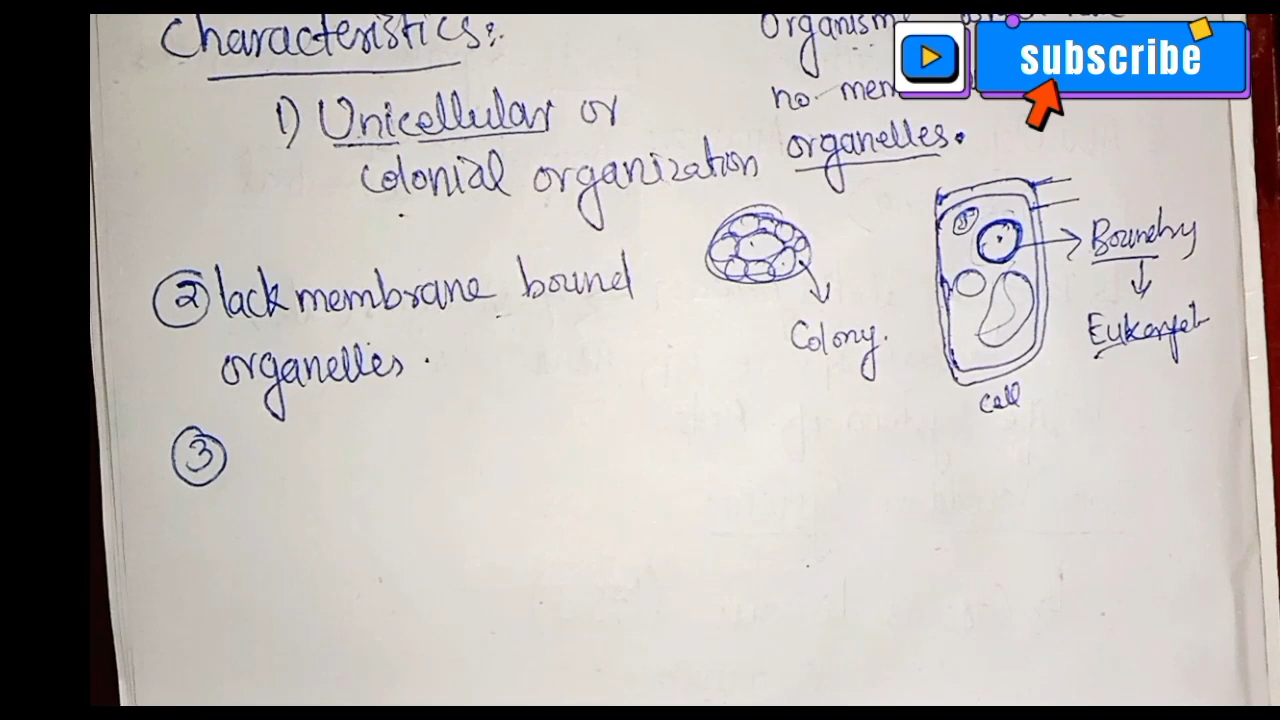 Characteristics:
Organisms
subscribe
no mem
1) Unicellular or
colonial organization
organelles.
② lack membrane bound
organelles.
Colony.
Boundry
Eukaryot
cell
③